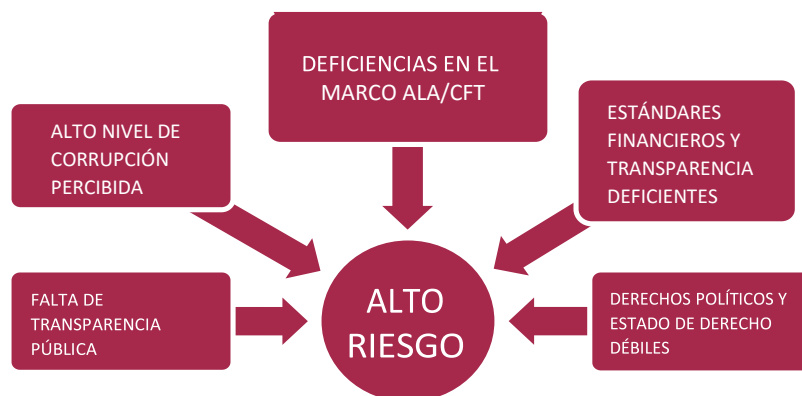 DEFICIENCIAS EN EL
MARCO ALA/CFT
ALTO NIVEL DE
CORRUPCIÓN
PERCIBIDA
ESTÁNDARES
FINANCIEROS Y
TRANSPARENCIA
DEFICIENTES
FALTA DE
TRANSPARENCIA
PÚBLICA
ALTO
RIESGO
DERECHOS POLÍTICOS Y
ESTADO DE DERECHO
DÉBILES